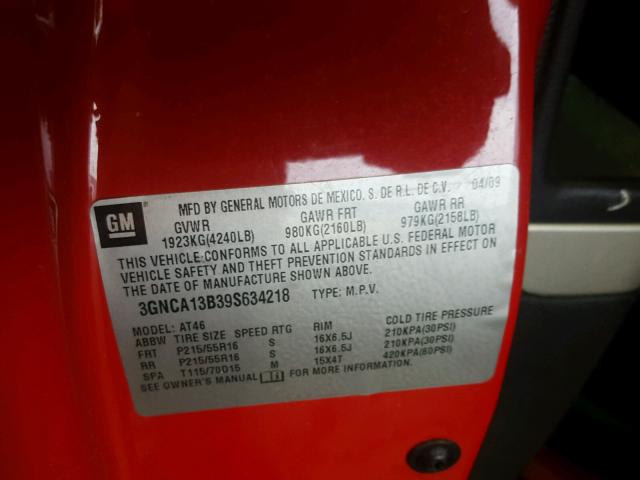 GM
MFD BY GENERAL MOTORS DE MEXICO. S. DE R.L. DE C.V. 04/09
GVWR GAWR FRT GAWR RR
1923KG(4240LB) 980KG(2160LB) 979KG(2158LB)
THIS VEHICLE CONFORMS TO ALL APPLICABLE U.S. FEDERAL MOTOR
VEHICLE SAFETY AND THEFT PREVENTION STANDARDS IN EFFECT ON
THE DATE OF MANUFACTURE SHOWN ABOVE.
3GNCA13B39S634218 TYPE: M.P.V.
MODEL: AT46
ABBW TIRE SIZE SPEED RTG RIM COLD TIRE PRESSURE
FRT P215/55R16 S 16X6.5J 210KPA(30PSI)
RR P215/55R16 S 16X6.5J 210KPA(30PSI)
SPA T115/70D15 M 15X4T 420KPA(60PSI)
SEE OWNER'S MANUAL FOR MORE INFORMATION.